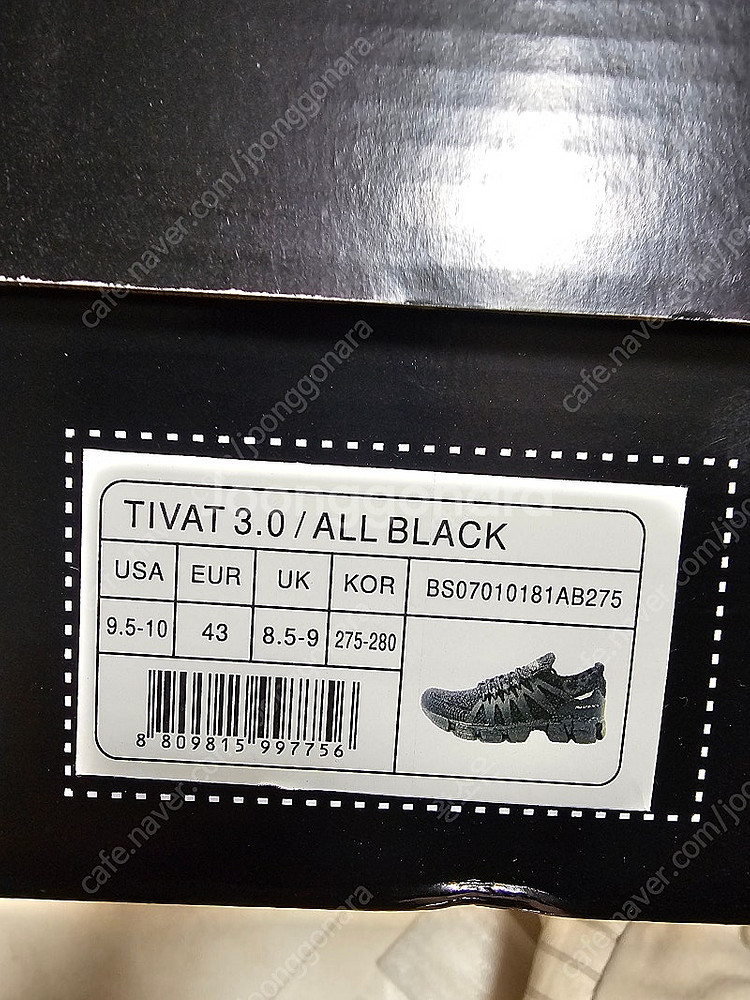 TIVAT 3.0 / ALL BLACK
USA EUR UK KOR BS07010181AB275
9.5-10 43 8.5-9 275-280
8 809815 997756
cafe.naver.com/joonggonara
joonggonara